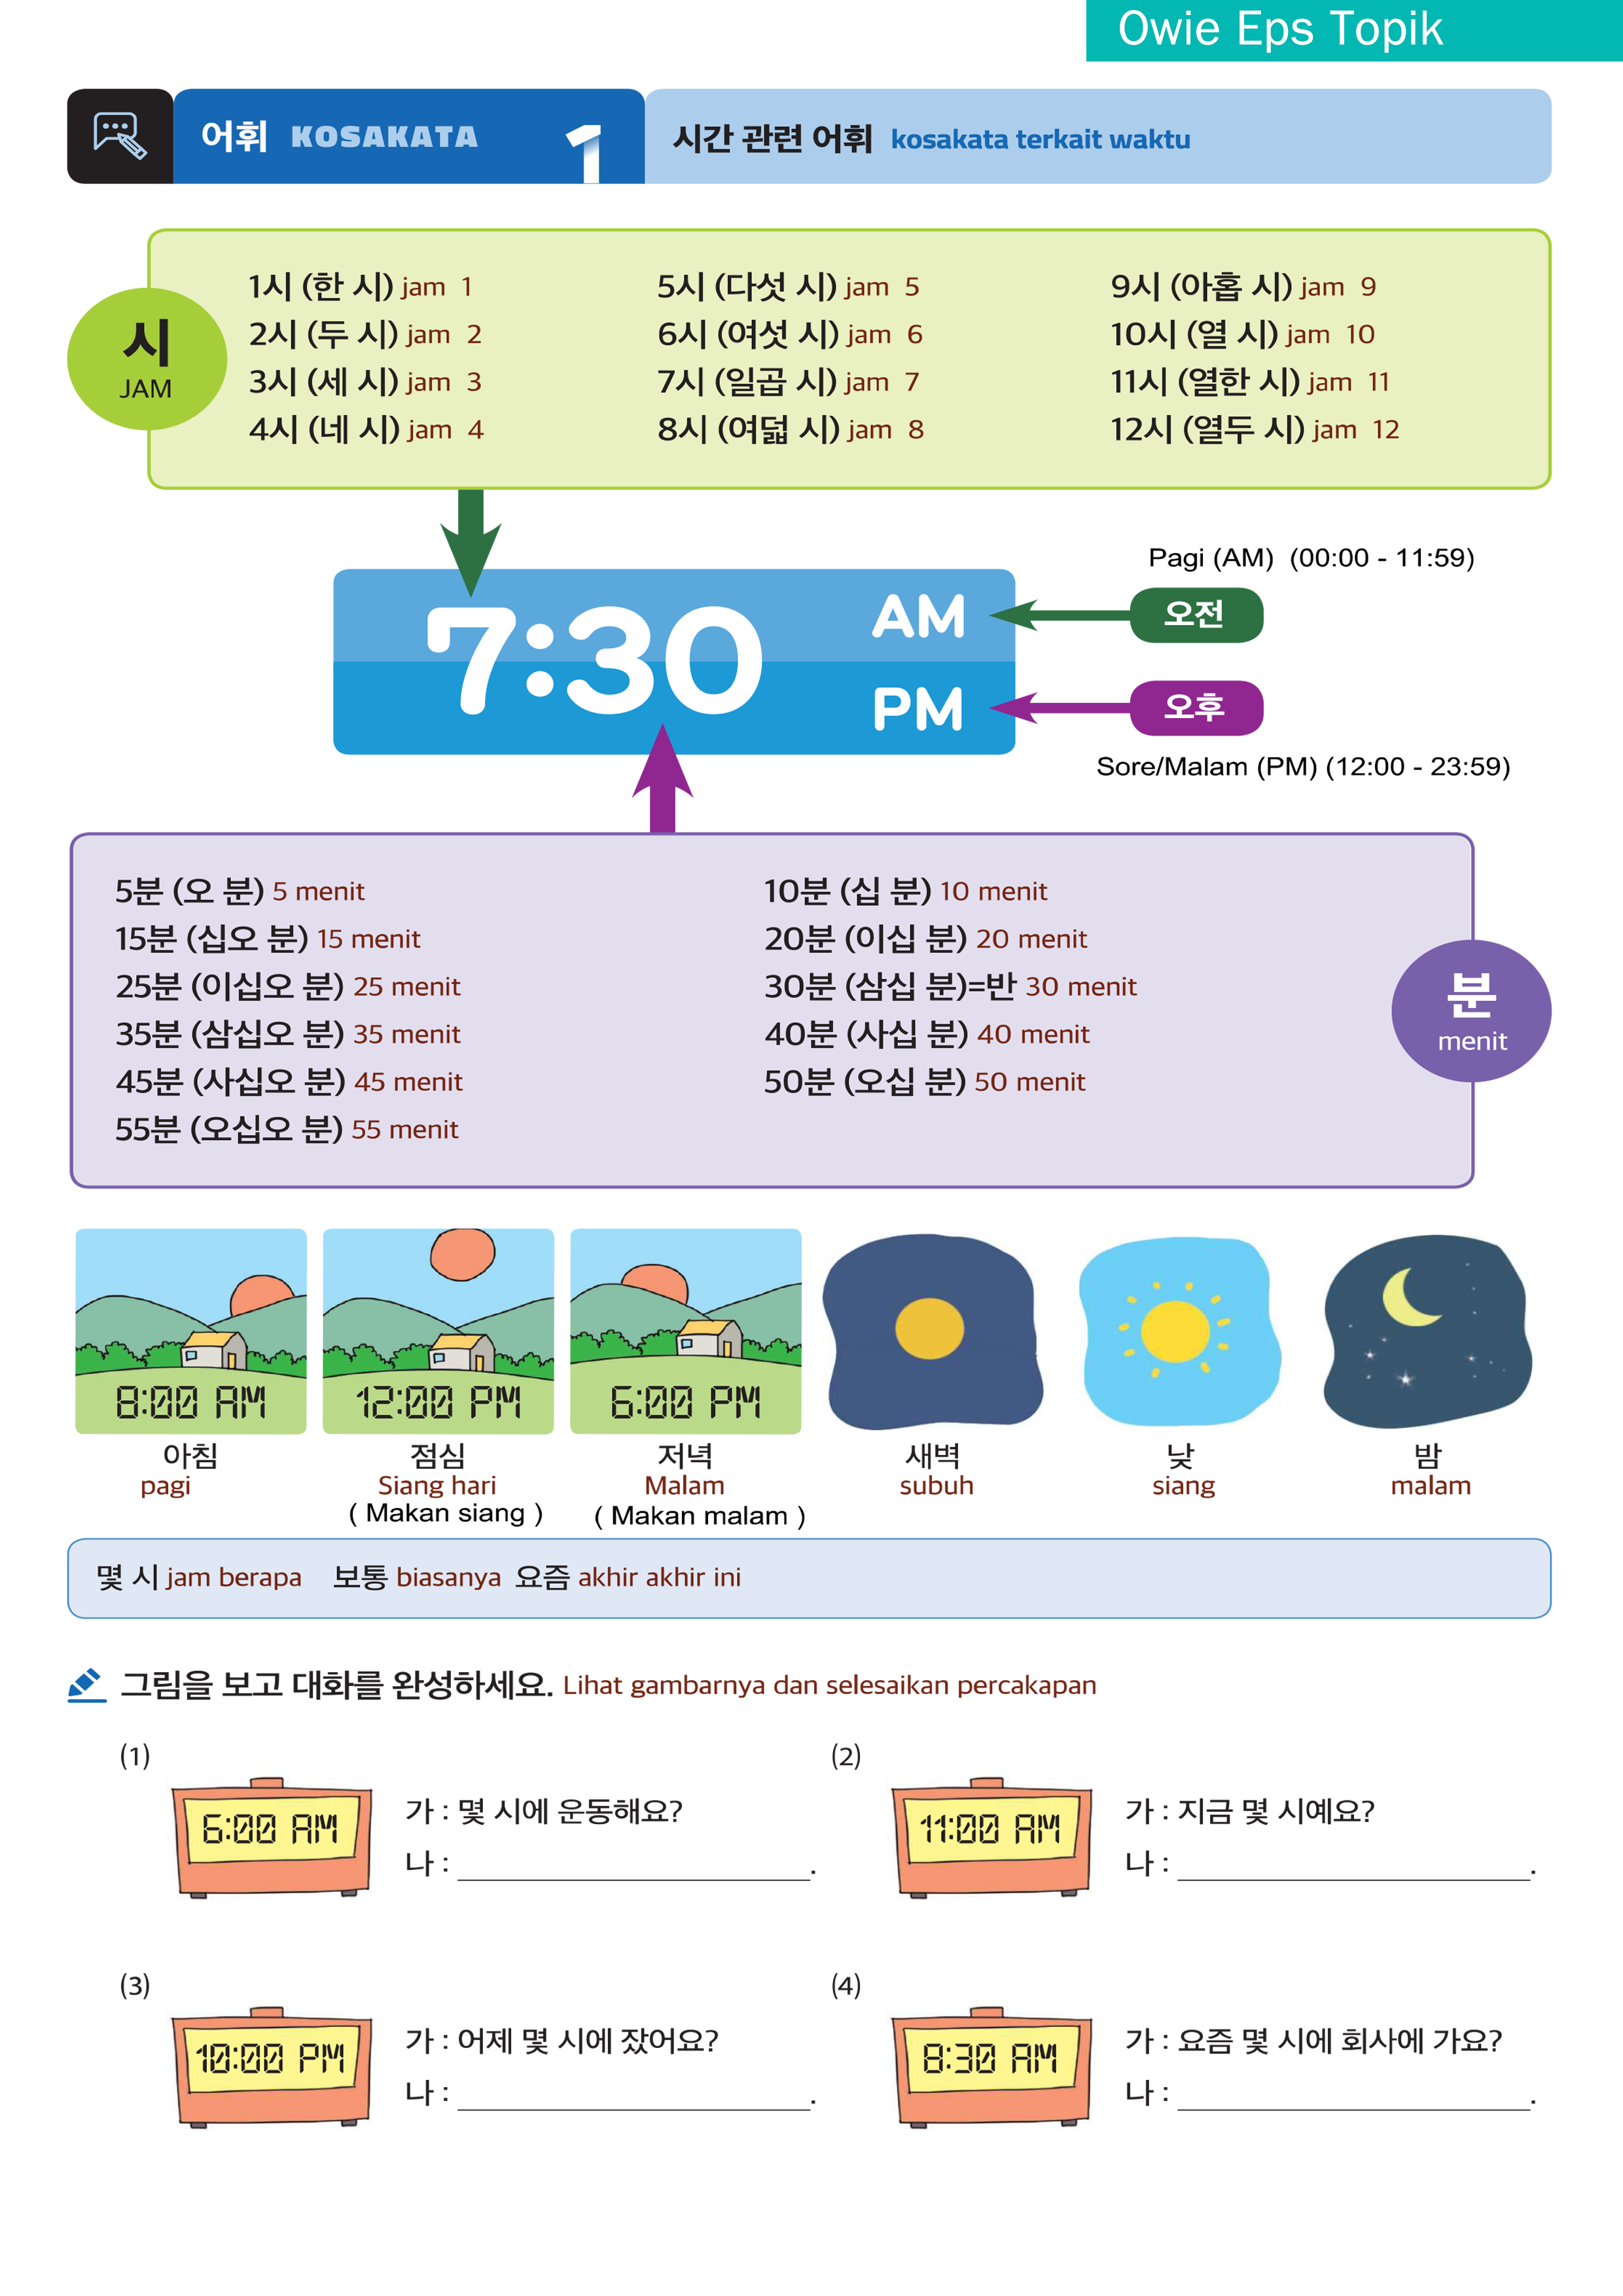 Owie Eps Topik
어휘 KOSAKATA 1 시간 관련 어휘 kosakata terkait waktu
시
JAM
1시 (한 시) jam 1
2시 (두 시) jam 2
3시 (세 시) jam 3
4시 (네 시) jam 4
5시 (다섯 시) jam 5
6시 (여섯 시) jam 6
7시 (일곱 시) jam 7
8시 (여덟 시) jam 8
9시 (아홉 시) jam 9
10시 (열 시) jam 10
11시 (열한 시) jam 11
12시 (열두 시) jam 12
7:30
AM
PM
Pagi (AM) (00:00 - 11:59)
오전
오후
Sore/Malam (PM) (12:00 - 23:59)
5분 (오 분) 5 menit
15분 (십오 분) 15 menit
25분 (이십오 분) 25 menit
35분 (삼십오 분) 35 menit
45분 (사십오 분) 45 menit
55분 (오십오 분) 55 menit
10분 (십 분) 10 menit
20분 (이십 분) 20 menit
30분 (삼십 분)=반 30 menit
40분 (사십 분) 40 menit
50분 (오십 분) 50 menit
분
menit
8:00 AM
아침
pagi
12:00 PM
점심
Siang hari
( Makan siang )
6:00 PM
저녁
Malam
( Makan malam )
새벽
subuh
낮
siang
밤
malam
몇 시 jam berapa 보통 biasanya 요즘 akhir akhir ini
그림을 보고 대화를 완성하세요. Lihat gambarnya dan selesaikan percakapan
(1)
6:00 AM
가 : 몇 시에 운동해요?
나 : .
(2)
11:00 AM
가 : 지금 몇 시예요?
나 : .
(3)
10:00 PM
가 : 어제 몇 시에 잤어요?
나 : .
(4)
8:30 AM
가 : 요즘 몇 시에 회사에 가요?
나 : .